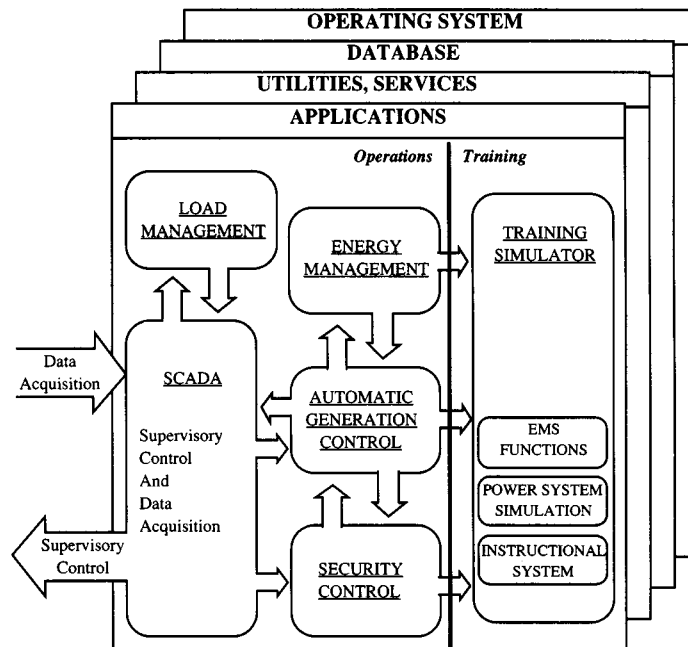 OPERATING SYSTEM
DATABASE
UTILITIES, SERVICES
APPLICATIONS
Operations
Training
LOAD
MANAGEMENT
ENERGY
MANAGEMENT
TRAINING
SIMULATOR
Data
Acquisition
SCADA
Supervisory
Control
And
Data
Acquisition
AUTOMATIC
GENERATION
CONTROL
EMS
FUNCTIONS
POWER SYSTEM
SIMULATION
INSTRUCTIONAL
SYSTEM
Supervisory
Control
SECURITY
CONTROL